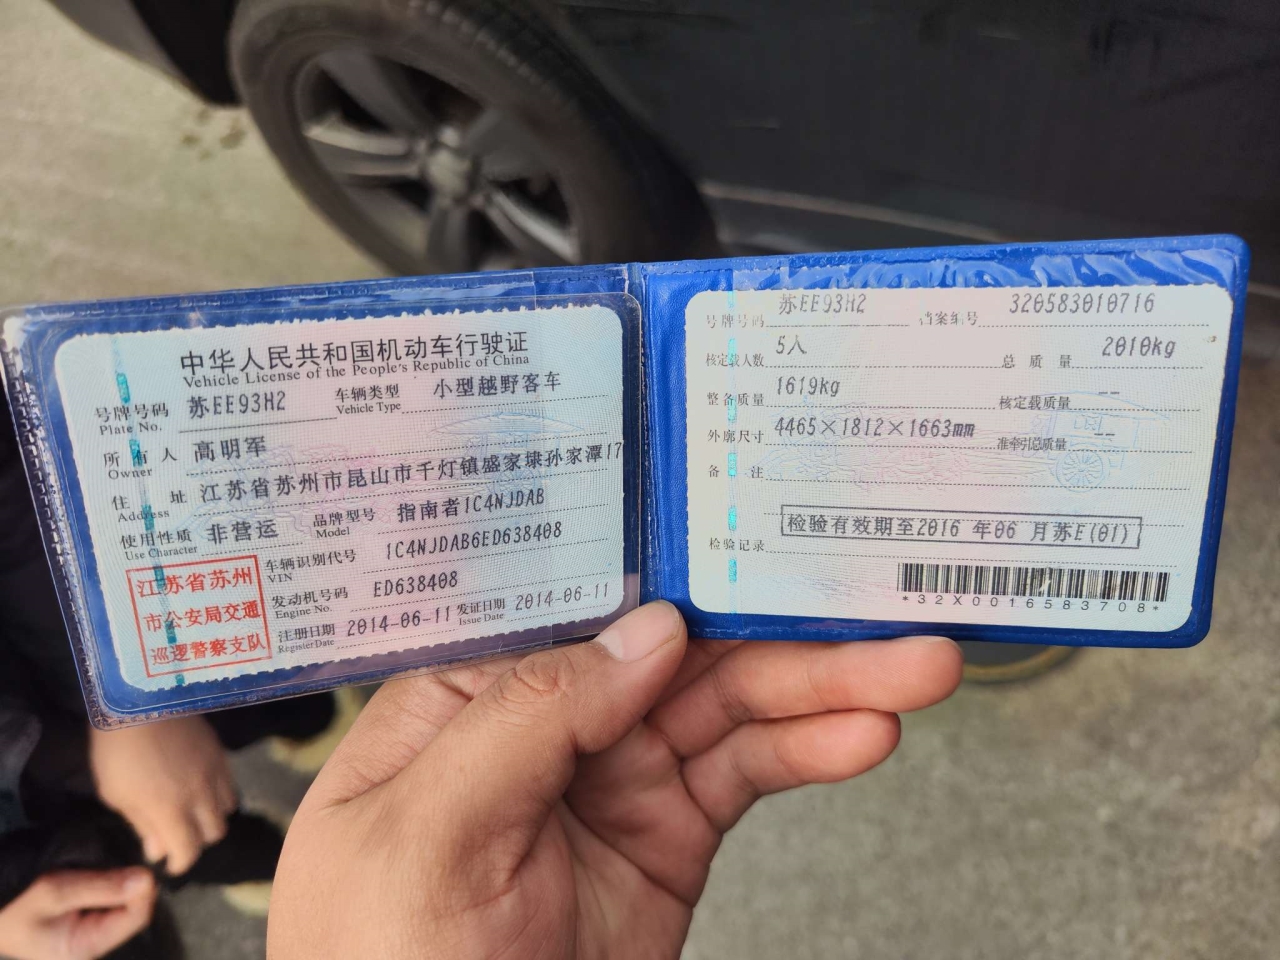 中华人民共和国机动车行驶证
Vehicle License of the People's Republic of China
号牌号码 苏EE93H2 车辆类型 小型越野客车
Plate No. Vehicle Type
所有人 高明军
Owner
住址 江苏省苏州市昆山市千灯镇盛家埭孙家潭17
Address
使用性质 非营运 品牌型号 指南者1C4NJDAB
Use Character Model
江苏省苏州市公安局交通巡逻警察支队
车辆识别代号 1C4NJDAB6ED638408
VIN
发动机号码 ED638408
Engine No.
注册日期 2014-06-11 发证日期 2014-06-11
Register Date Issue Date
号牌号码 苏EE93H2 档案编号 320583010716
核定载人数 5人 总质量 2010kg
整备质量 1619kg 核定载质量 --
外廓尺寸 4465×1812×1663mm 准牵引总质量 --
备注
检验记录 检验有效期至2016 年06 月苏E(01)
*32X0016583708*